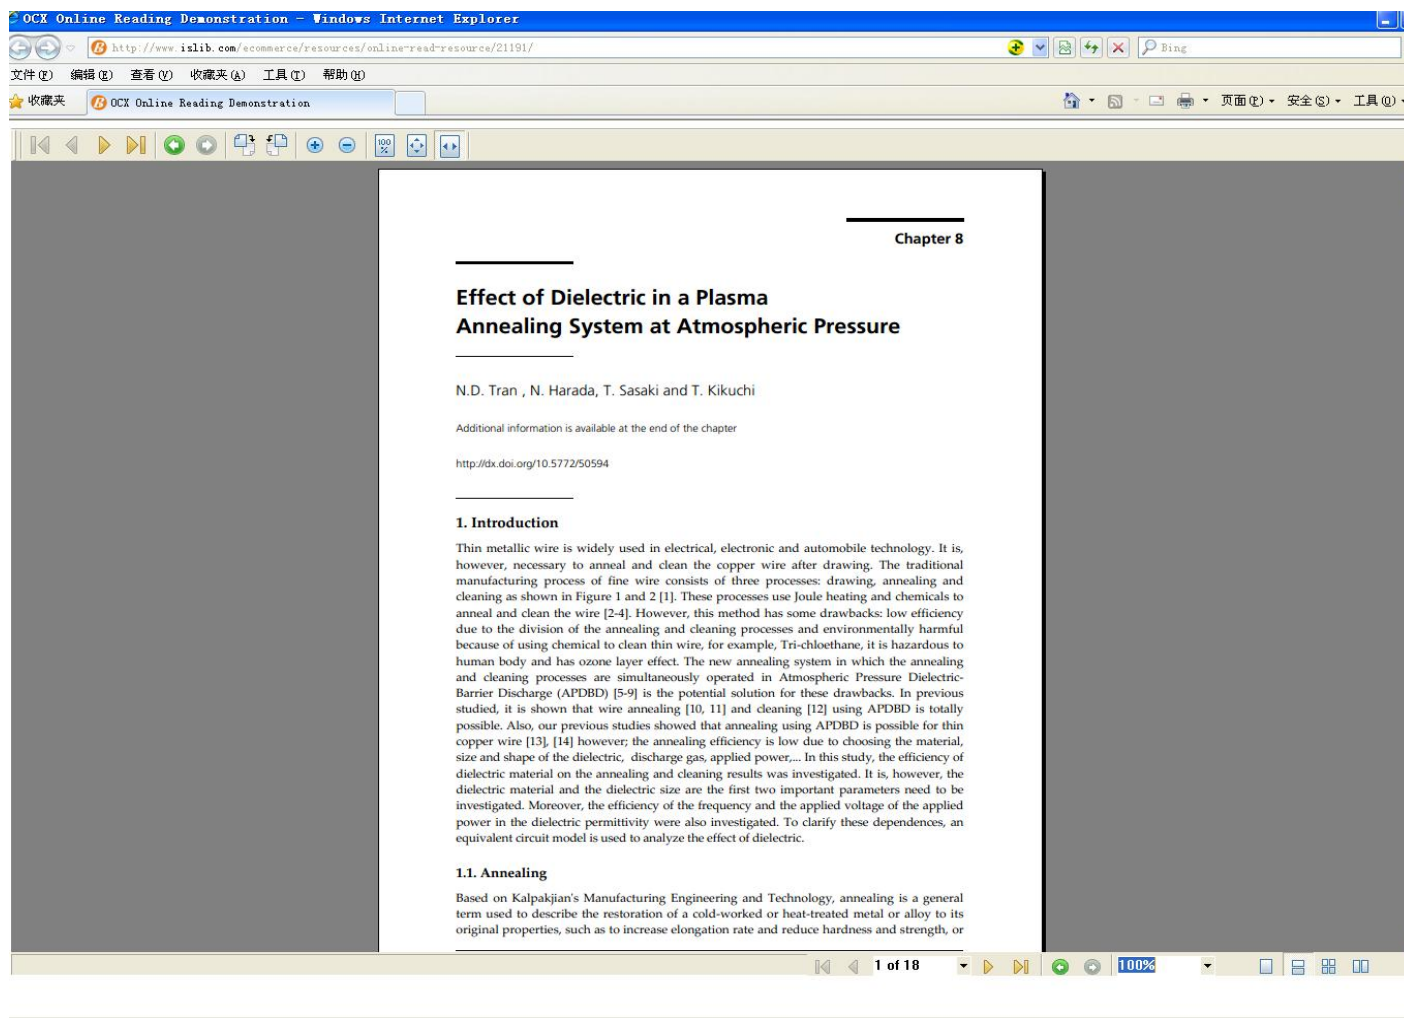 OCX Online Reading Demonstration - Windows Internet Explorer
http://www.islib.com/ecommerce/resources/online-read-resource/21191/
Bing
文件(F) 编辑(E) 查看(V) 收藏夹(A) 工具(T) 帮助(H)
收藏夹 OCX Online Reading Demonstration 页面(P) 安全(S) 工具(O)
100%
Chapter 8
Effect of Dielectric in a Plasma
Annealing System at Atmospheric Pressure
N.D. Tran , N. Harada, T. Sasaki and T. Kikuchi
Additional information is available at the end of the chapter
http://dx.doi.org/10.5772/50594
1. Introduction
Thin metallic wire is widely used in electrical, electronic and automobile technology. It is,
however, necessary to anneal and clean the copper wire after drawing. The traditional
manufacturing process of fine wire consists of three processes: drawing, annealing and
cleaning as shown in Figure 1 and 2 [1]. These processes use Joule heating and chemicals to
anneal and clean the wire [2-4]. However, this method has some drawbacks: low efficiency
due to the division of the annealing and cleaning processes and environmentally harmful
because of using chemical to clean thin wire, for example, Tri-chloethane, it is hazardous to
human body and has ozone layer effect. The new annealing system in which the annealing
and cleaning processes are simultaneously operated in Atmospheric Pressure Dielectric-
Barrier Discharge (APDBD) [5-9] is the potential solution for these drawbacks. In previous
studied, it is shown that wire annealing [10, 11] and cleaning [12] using APDBD is totally
possible. Also, our previous studies showed that annealing using APDBD is possible for thin
copper wire [13], [14] however; the annealing efficiency is low due to choosing the material,
size and shape of the dielectric, discharge gas, applied power,... In this study, the efficiency of
dielectric material on the annealing and cleaning results was investigated. It is, however, the
dielectric material and the dielectric size are the first two important parameters need to be
investigated. Moreover, the efficiency of the frequency and the applied voltage of the applied
power in the dielectric permittivity were also investigated. To clarify these dependences, an
equivalent circuit model is used to analyze the effect of dielectric.
1.1. Annealing
Based on Kalpakjian's Manufacturing Engineering and Technology, annealing is a general
term used to describe the restoration of a cold-worked or heat-treated metal or alloy to its
original properties, such as to increase elongation rate and reduce hardness and strength, or
1 of 18 100%